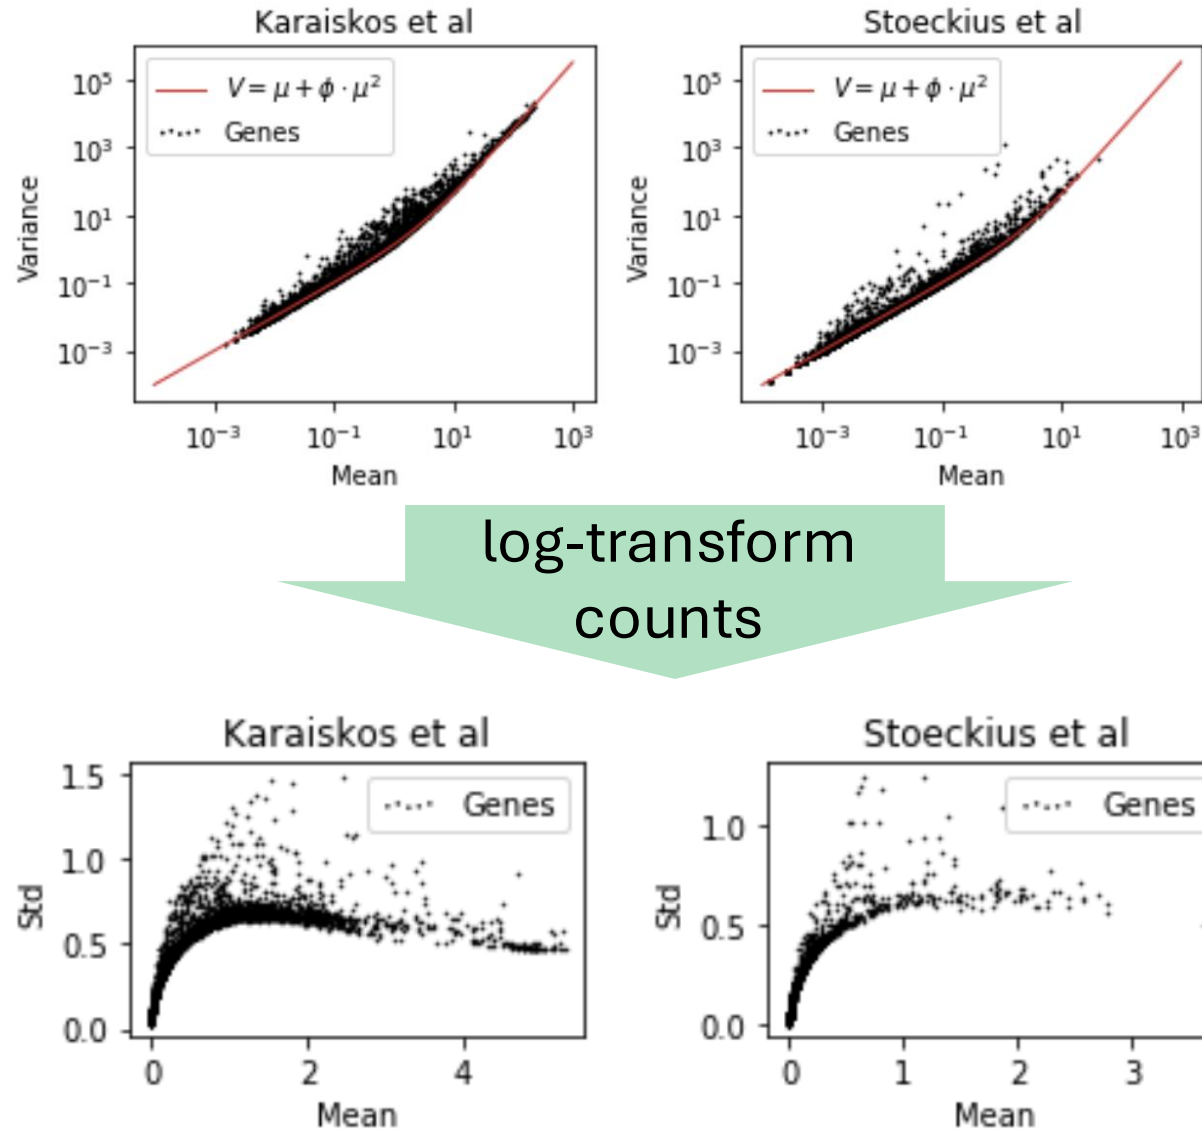 Karaiskos et al
Stoeckius et al
V = μ + ϕ · μ²
Genes
V = μ + ϕ · μ²
Genes
Variance
10⁵
10³
10¹
10⁻¹
10⁻³
Variance
10⁵
10³
10¹
10⁻¹
10⁻³
10⁻³ 10⁻¹ 10¹ 10³
10⁻³ 10⁻¹ 10¹ 10³
Mean
Mean
log-transform
counts
Karaiskos et al
Stoeckius et al
Genes
Genes
Std
1.5
1.0
0.5
0.0
Std
1.0
0.5
0.0
0 2 4
0 1 2 3
Mean
Mean